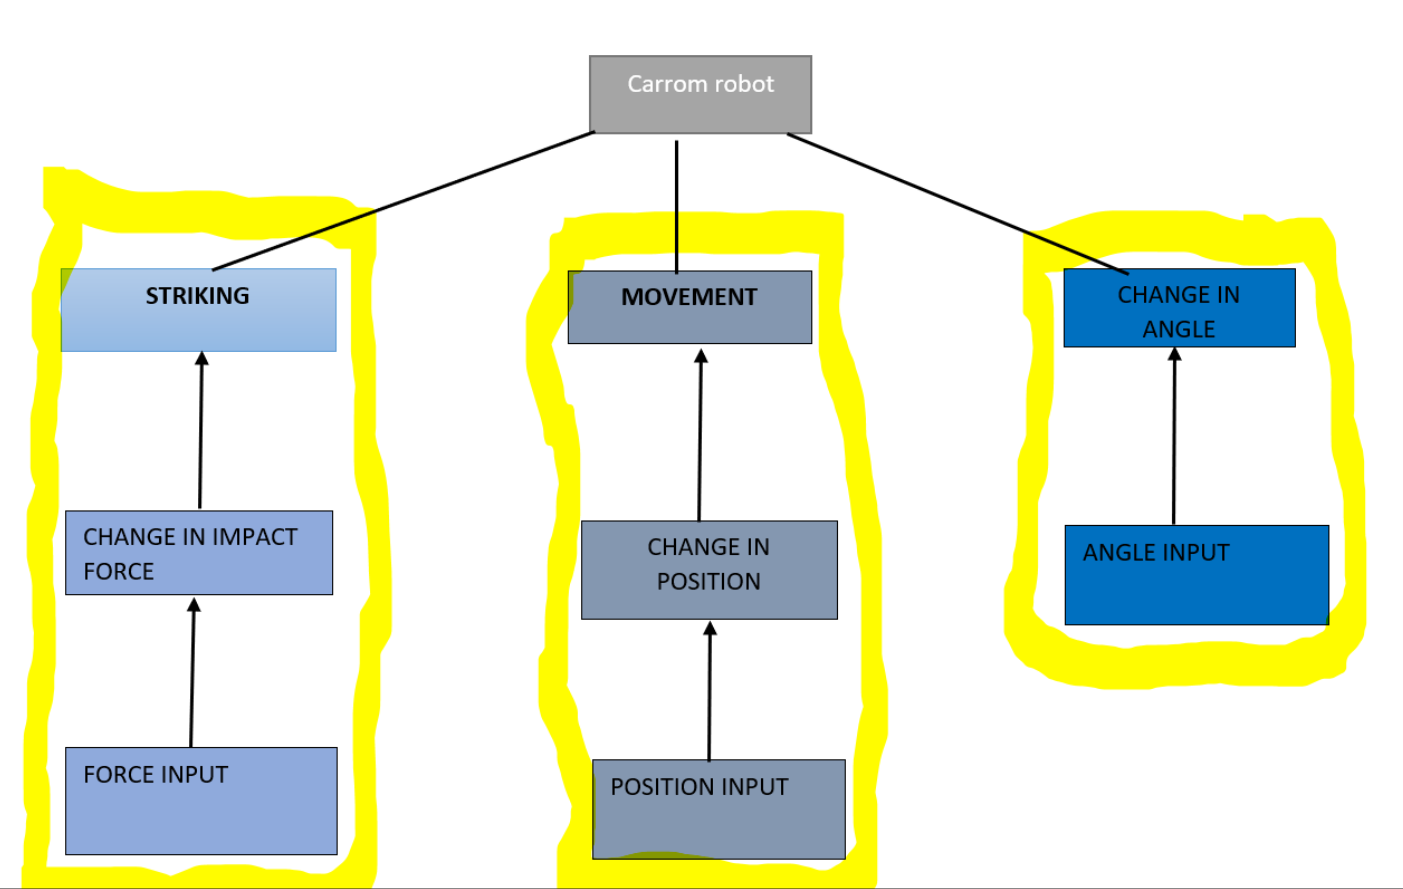 Carrom robot
STRIKING
MOVEMENT
CHANGE IN
ANGLE
CHANGE IN IMPACT
FORCE
CHANGE IN
POSITION
ANGLE INPUT
FORCE INPUT
POSITION INPUT